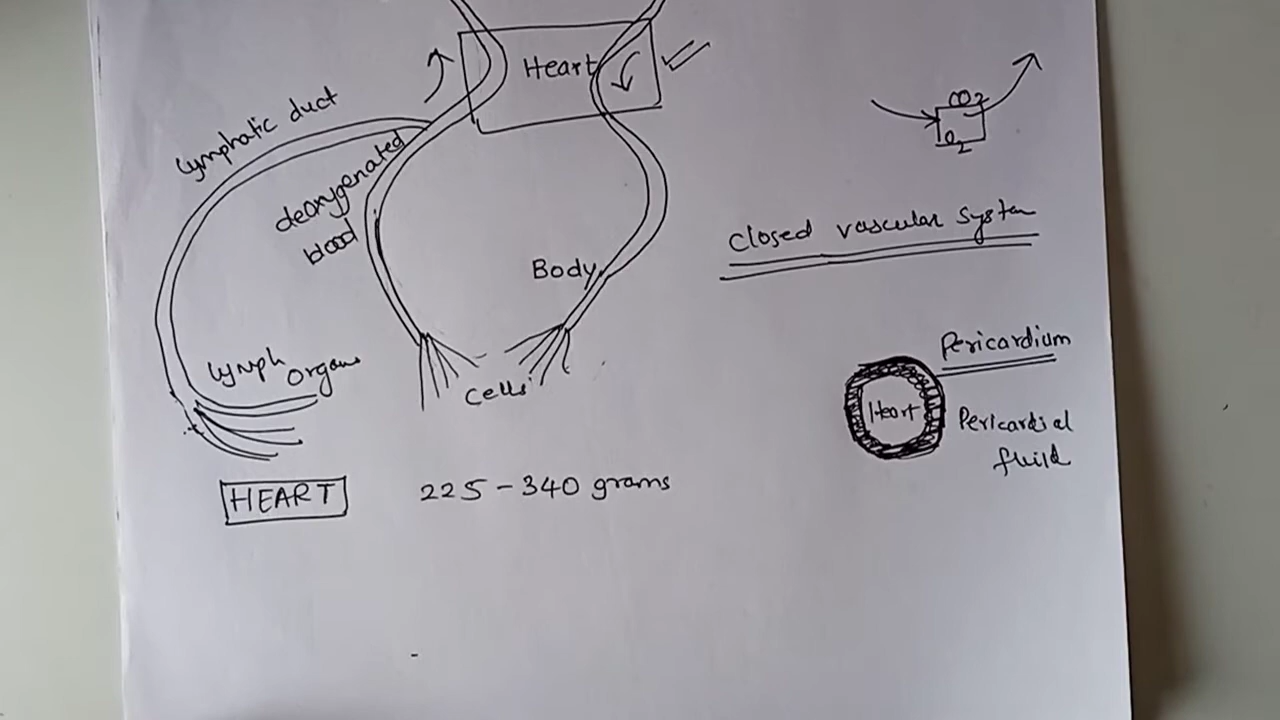 Heart
CO2
O2
Lymphatic duct
deoxygenated
blood
closed vascular system
Body
Pericardium
Lymph Organs
Cells
Heart
Pericardial
fluid
HEART
225 - 340 grams